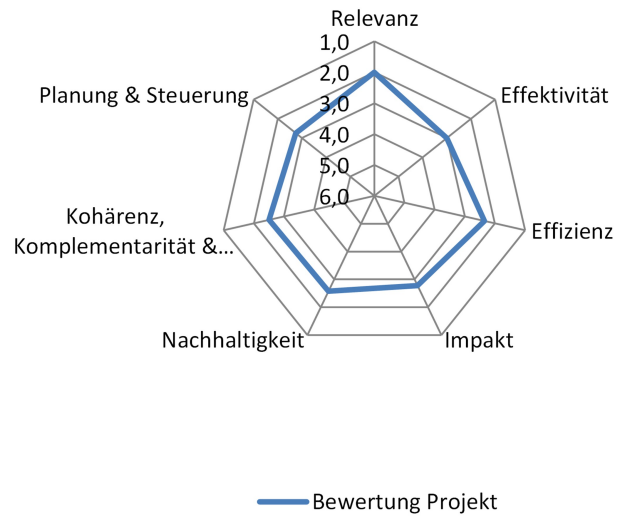 Relevanz
1,0
2,0
3,0
4,0
5,0
6,0
Planung & Steuerung
Effektivität
Kohärenz,
Komplementarität &...
Effizienz
Nachhaltigkeit
Impakt
Bewertung Projekt